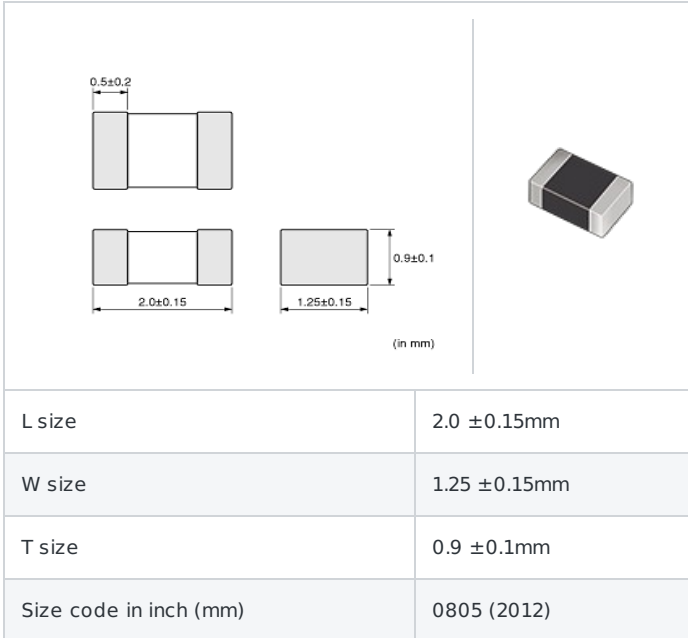 0.5±0.2
0.9±0.1
2.0±0.15
1.25±0.15
(in mm)
L size 2.0 ±0.15mm
W size 1.25 ±0.15mm
T size 0.9 ±0.1mm
Size code in inch (mm) 0805 (2012)